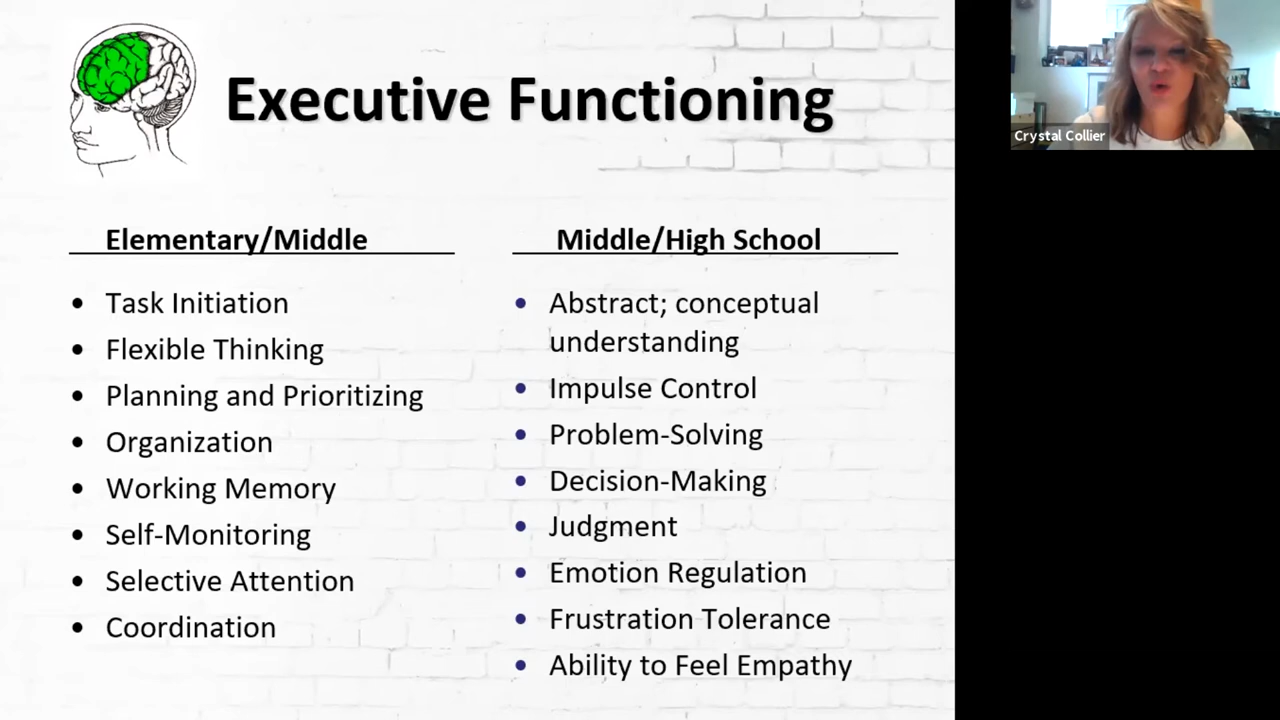 Executive Functioning
Crystal Collier
Elementary/Middle
Task Initiation
Flexible Thinking
Planning and Prioritizing
Organization
Working Memory
Self-Monitoring
Selective Attention
Coordination
Middle/High School
Abstract; conceptual
understanding
Impulse Control
Problem-Solving
Decision-Making
Judgment
Emotion Regulation
Frustration Tolerance
Ability to Feel Empathy